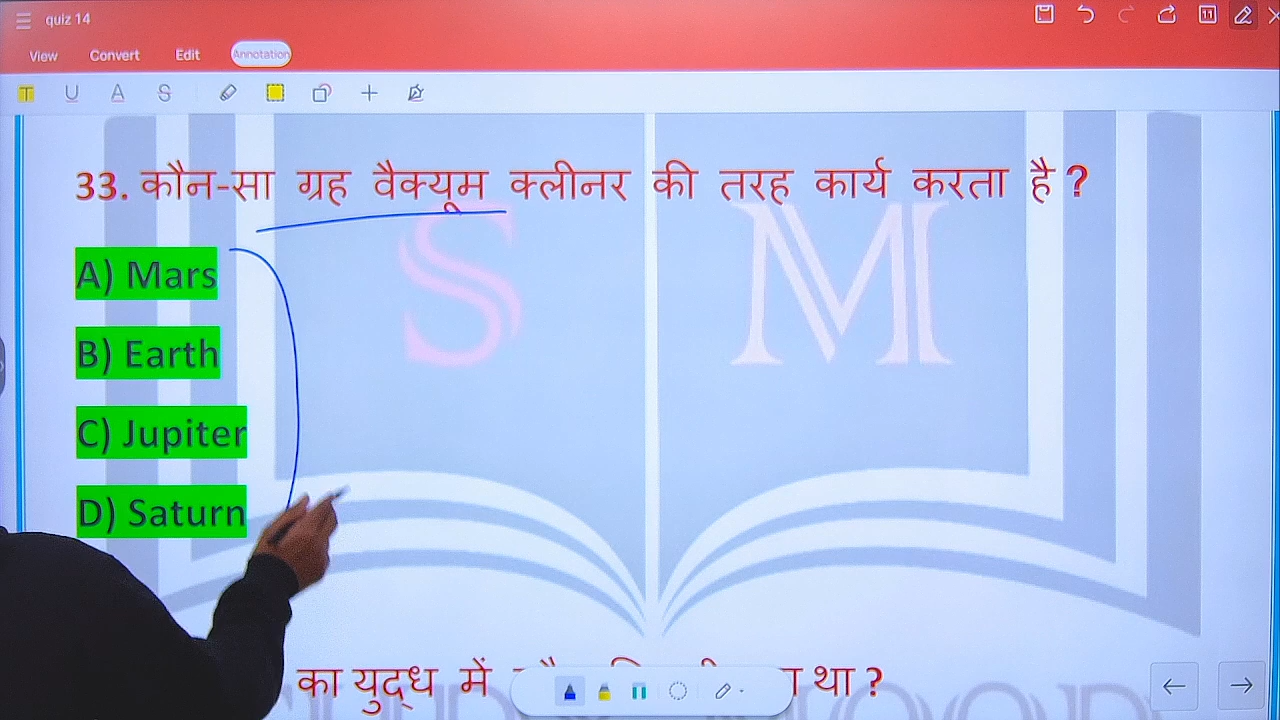 quiz 14
View Convert Edit Annotation
T U A S
33. कौन-सा ग्रह वैक्यूम क्लीनर की तरह कार्य करता है ?
S M
A) Mars
B) Earth
C) Jupiter
D) Saturn
का युद्ध में था ?